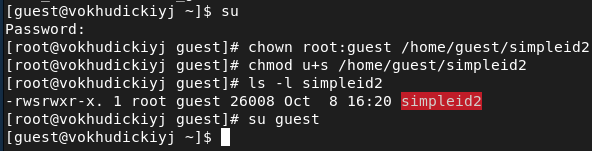 [guest@vokhudickiyj ~]$ su
Password:
[root@vokhudickiyj guest]# chown root:guest /home/guest/simpleid2
[root@vokhudickiyj guest]# chmod u+s /home/guest/simpleid2
[root@vokhudickiyj guest]# ls -l simpleid2
-rwsrwxr-x. 1 root guest 26008 Oct  8 16:20 simpleid2
[root@vokhudickiyj guest]# su guest
[guest@vokhudickiyj ~]$